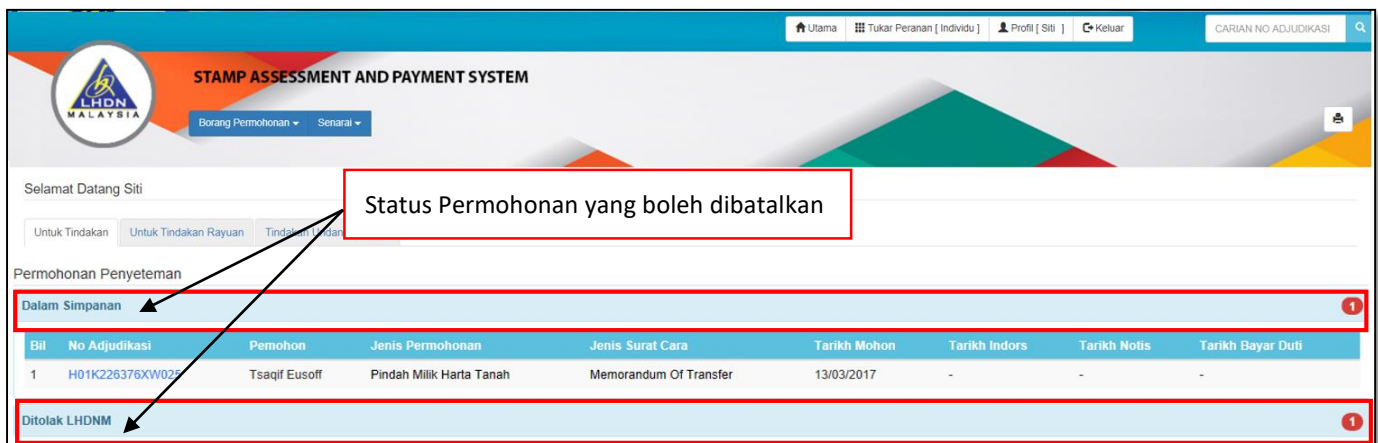 Utama Tukar Peranan [ Individu ] Profil [ Siti ] Keluar CARIAN NO ADJUDIKASI
LHDN
MALAYSIA
STAMP ASSESSMENT AND PAYMENT SYSTEM
Borang Permohonan Senarai
Selamat Datang Siti
Status Permohonan yang boleh dibatalkan
Untuk Tindakan Untuk Tindakan Rayuan Tindakan Undan
Permohonan Penyeteman
Dalam Simpanan 1
Bil No Adjudikasi Pemohon Jenis Permohonan Jenis Surat Cara Tarikh Mohon Tarikh Indors Tarikh Notis Tarikh Bayar Duti
1 H01K226376XW025 Tsaqif Eusoff Pindah Milik Harta Tanah Memorandum Of Transfer 13/03/2017 - - -
Ditolak LHDNM 1